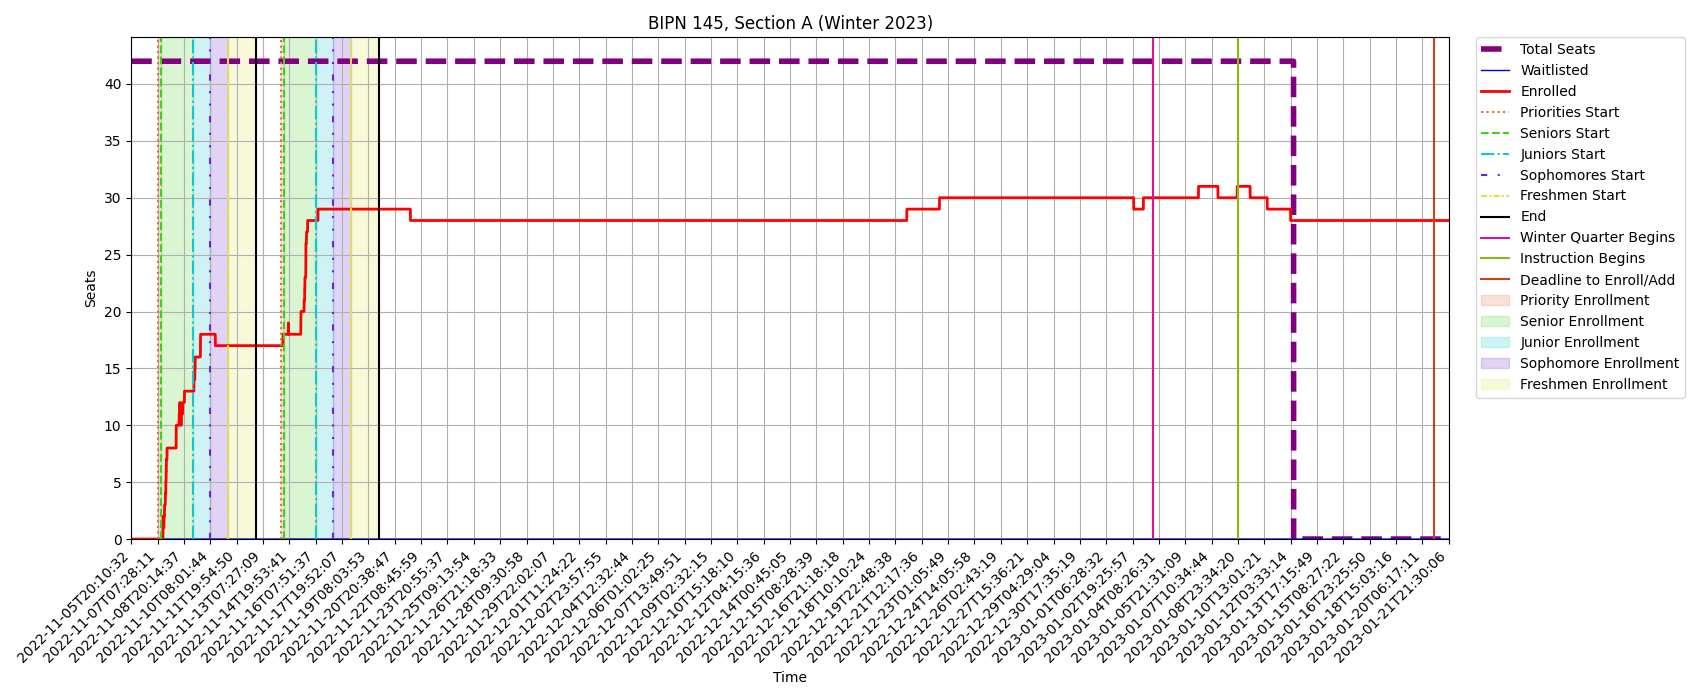 BIPN 145, Section A (Winter 2023)
Seats
40
35
30
25
20
15
10
5
0
2022-11-05T20:10:32
2022-11-07T07:28:11
2022-11-08T20:14:37
2022-11-10T08:01:44
2022-11-11T19:54:50
2022-11-13T07:27:09
2022-11-14T19:53:41
2022-11-16T07:51:37
2022-11-17T19:52:07
2022-11-19T08:03:53
2022-11-20T20:38:47
2022-11-22T08:45:59
2022-11-23T20:55:37
2022-11-25T09:13:54
2022-11-26T21:18:33
2022-11-28T09:30:58
2022-11-29T22:02:07
2022-12-01T11:24:22
2022-12-02T23:57:55
2022-12-04T12:32:44
2022-12-06T01:02:25
2022-12-07T13:49:51
2022-12-09T02:32:15
2022-12-10T15:18:10
2022-12-12T04:15:36
2022-12-14T00:45:05
2022-12-15T08:28:39
2022-12-16T21:18:18
2022-12-18T10:10:24
2022-12-19T22:48:38
2022-12-21T12:17:36
2022-12-23T01:05:49
2022-12-24T14:05:58
2022-12-26T02:43:19
2022-12-27T15:36:21
2022-12-29T04:29:04
2022-12-30T17:35:19
2023-01-01T06:28:32
2023-01-02T19:25:57
2023-01-04T08:26:31
2023-01-05T21:31:09
2023-01-07T10:34:44
2023-01-08T23:34:20
2023-01-10T13:01:21
2023-01-12T03:33:14
2023-01-13T17:15:49
2023-01-15T08:27:22
2023-01-16T23:25:50
2023-01-18T15:03:16
2023-01-20T06:17:11
2023-01-21T21:30:06
Time
Total Seats
Waitlisted
Enrolled
Priorities Start
Seniors Start
Juniors Start
Sophomores Start
Freshmen Start
End
Winter Quarter Begins
Instruction Begins
Deadline to Enroll/Add
Priority Enrollment
Senior Enrollment
Junior Enrollment
Sophomore Enrollment
Freshmen Enrollment